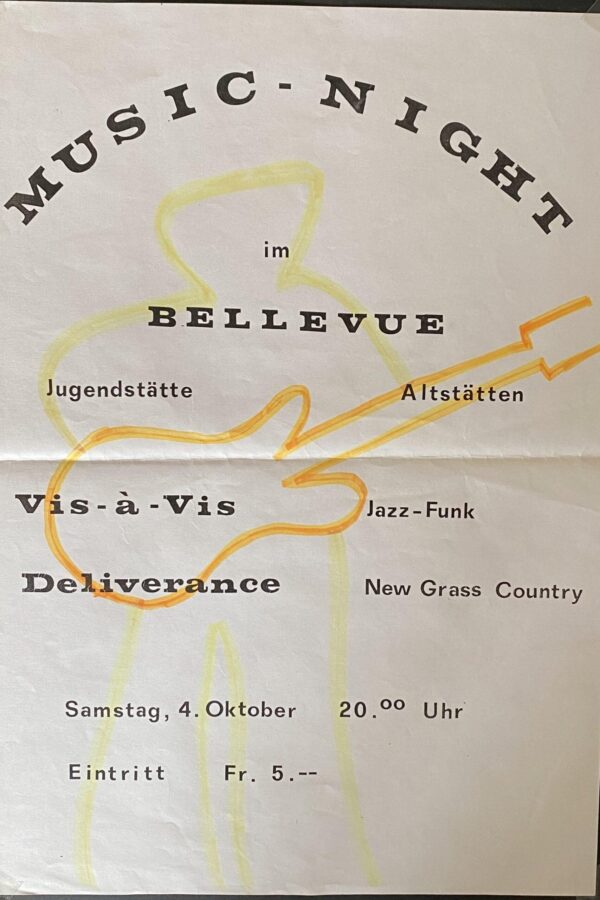 MUSIC-NIGHT
im
BELLEVUE
Jugendstätte Altstätten
Vis-à-Vis Jazz-Funk
Deliverance New Grass Country
Samstag, 4. Oktober 20.00 Uhr
Eintritt Fr. 5.--